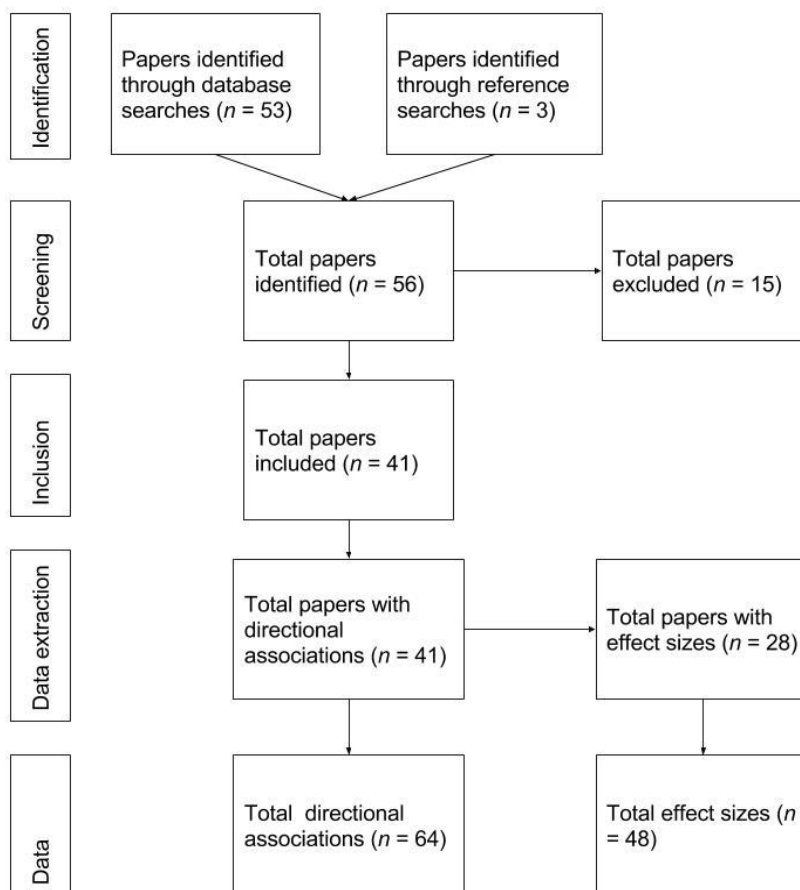 Identification
Papers identified
through database
searches (n = 53)
Papers identified
through reference
searches (n = 3)
Screening
Total papers
identified (n = 56)
Total papers
excluded (n = 15)
Inclusion
Total papers
included (n = 41)
Data extraction
Total papers with
directional
associations (n = 41)
Total papers with
effect sizes (n = 28)
Data
Total directional
associations (n = 64)
Total effect sizes (n
= 48)